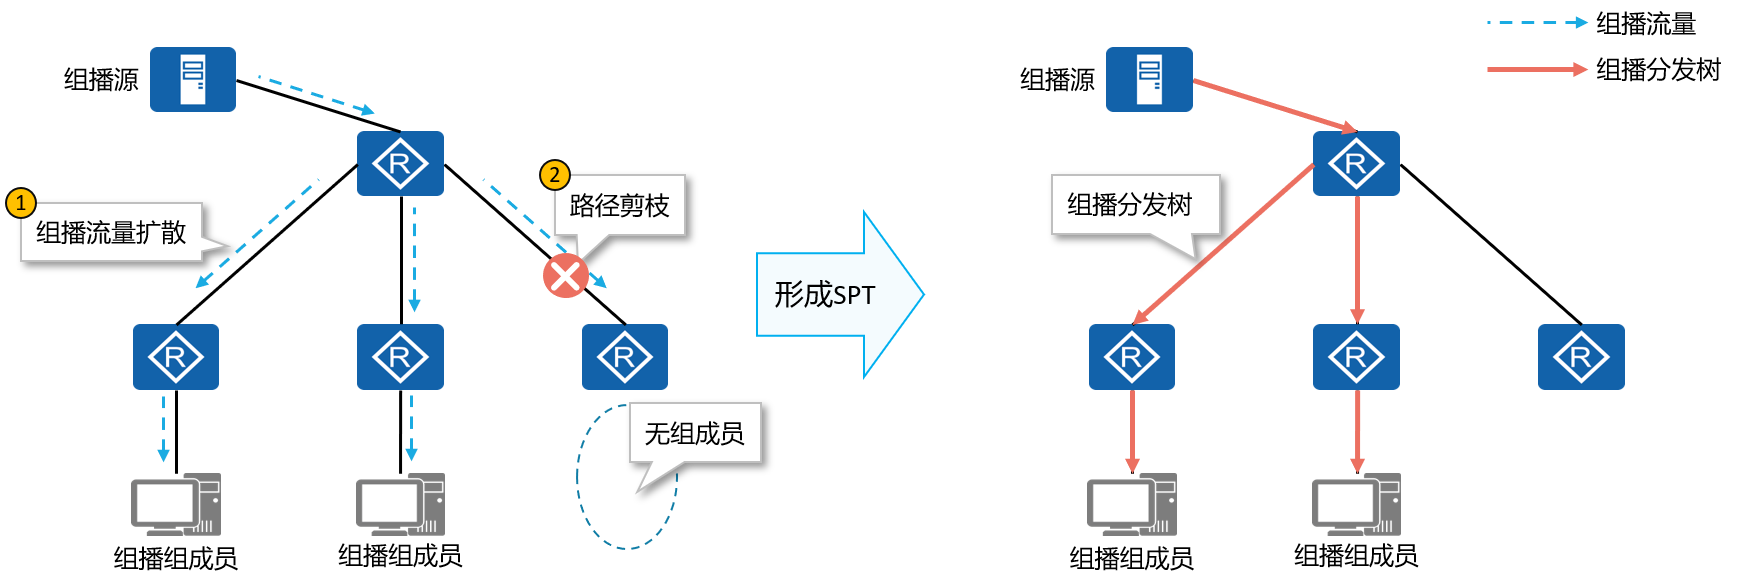 组播流量
组播分发树
组播源
R
1
组播流量扩散
2
路径剪枝
R
R
R
无组成员
组播组成员
组播组成员
形成SPT
组播源
R
组播分发树
R
R
R
组播组成员
组播组成员